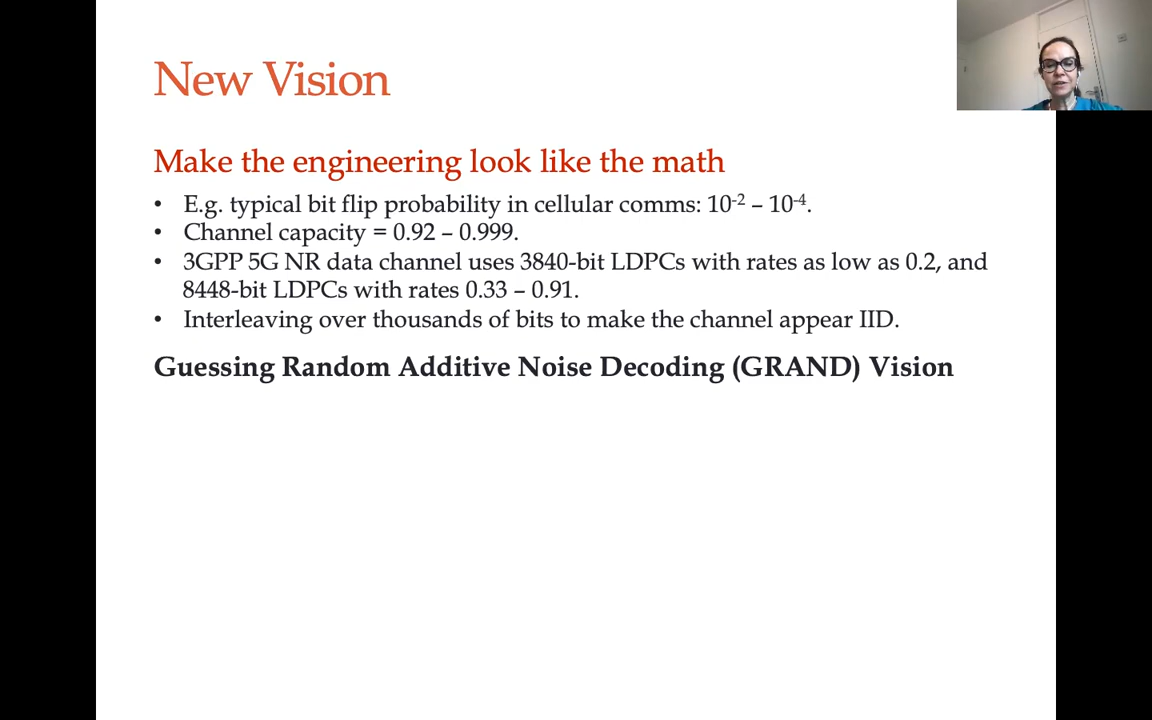 New Vision
Make the engineering look like the math
• E.g. typical bit flip probability in cellular comms: 10⁻² – 10⁻⁴.
• Channel capacity = 0.92 – 0.999.
• 3GPP 5G NR data channel uses 3840-bit LDPCs with rates as low as 0.2, and
8448-bit LDPCs with rates 0.33 – 0.91.
• Interleaving over thousands of bits to make the channel appear IID.
Guessing Random Additive Noise Decoding (GRAND) Vision